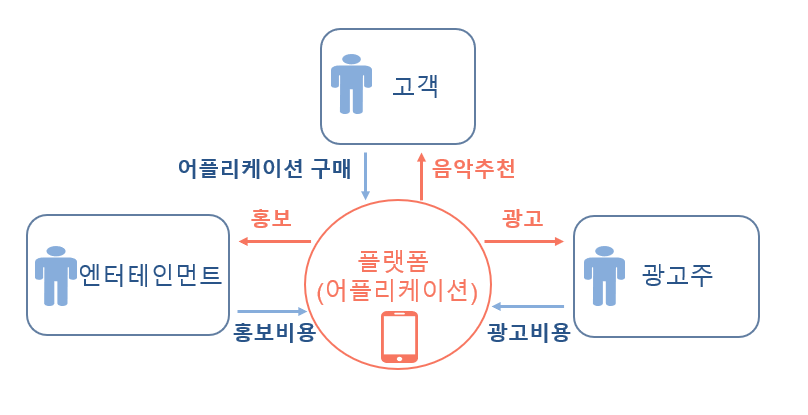 고객
어플리케이션 구매
음악추천
홍보
광고
엔터테인먼트
플랫폼
(어플리케이션)
광고주
홍보비용
광고비용